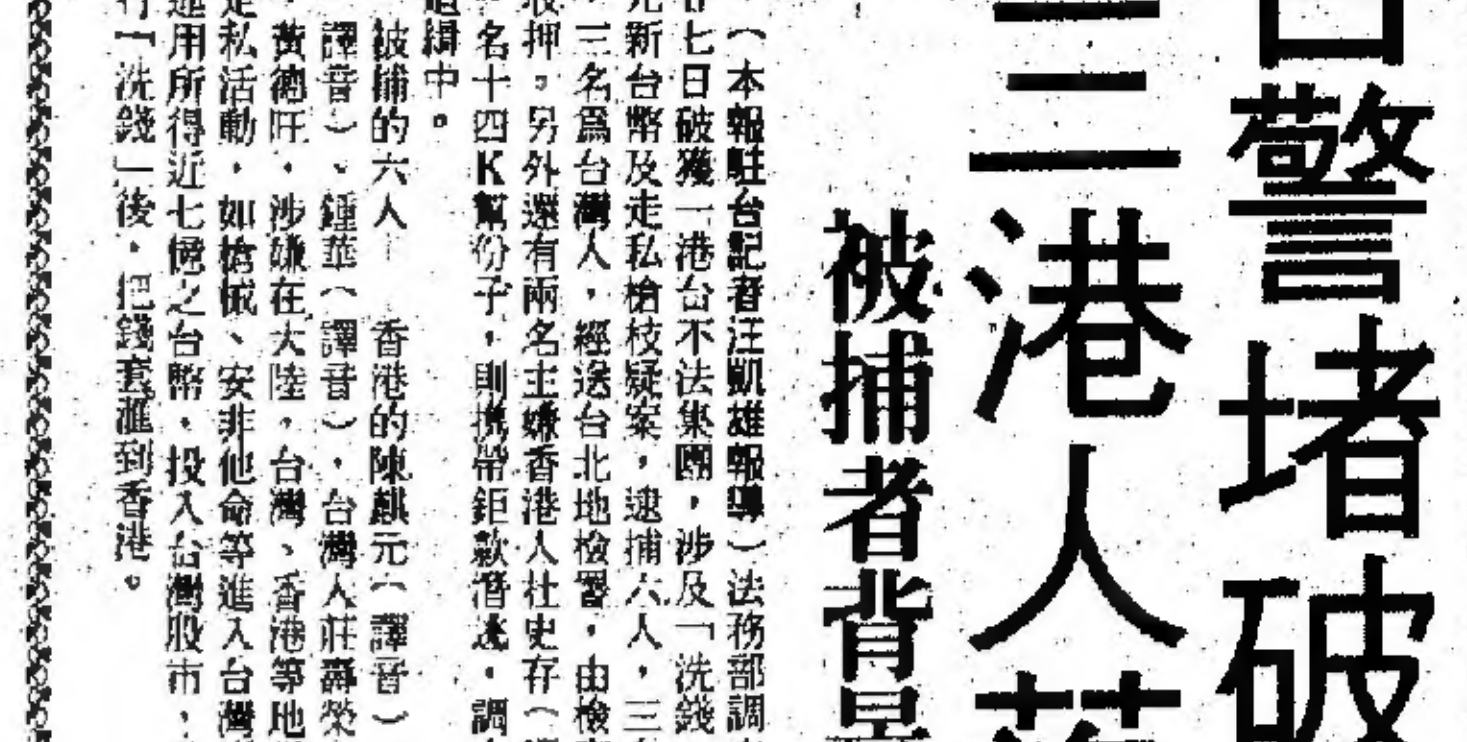 警堵破
三港人落
被捕者背景
（本報駐台記者汪凱雄報導）法務部調
廿七日破獲一港台不法集團，涉及「洗錢
元新台幣及走私槍枝疑案，逮捕六人，三
，三名爲台灣人，經送台北地檢署，由檢
收押。另外還有兩名主嫌香港人杜史存（
名十四K幫份子，則携帶鉅款潛逃，調
緝中。
被捕的六人 香港的陳麒元（譯音）
譯音）、鍾華（譯音），台灣人莊壽榮
、黃德旺，涉嫌在大陸，台灣、香港等地
走私活動，如槍械、安非他命等進入台灣
運用所得近七億之台幣，投入台灣股市，
行「洗錢」後，把錢套滙到香港。